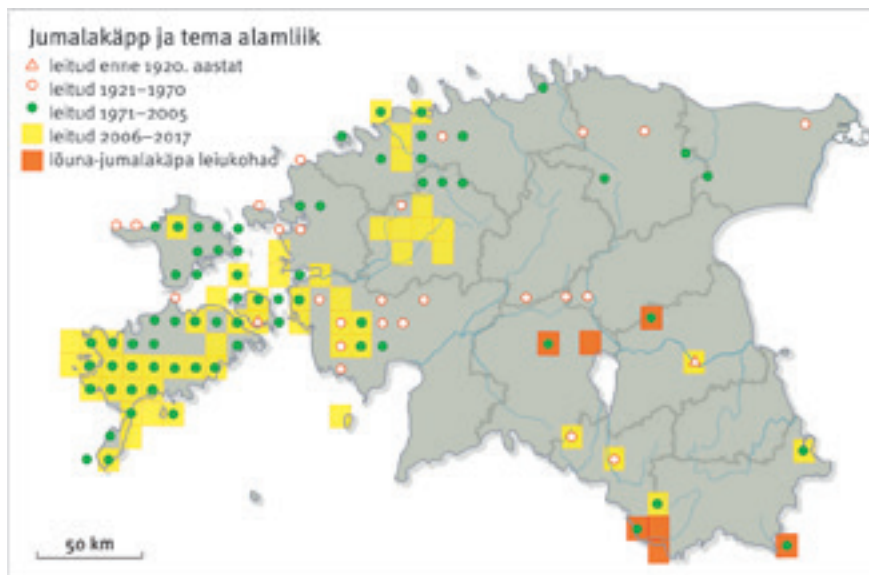 Jumalakäpp ja tema alamliik
leitud enne 1920. aastat
leitud 1921–1970
leitud 1971–2005
leitud 2006–2017
lõuna-jumalakäpa leiukohad
50 km